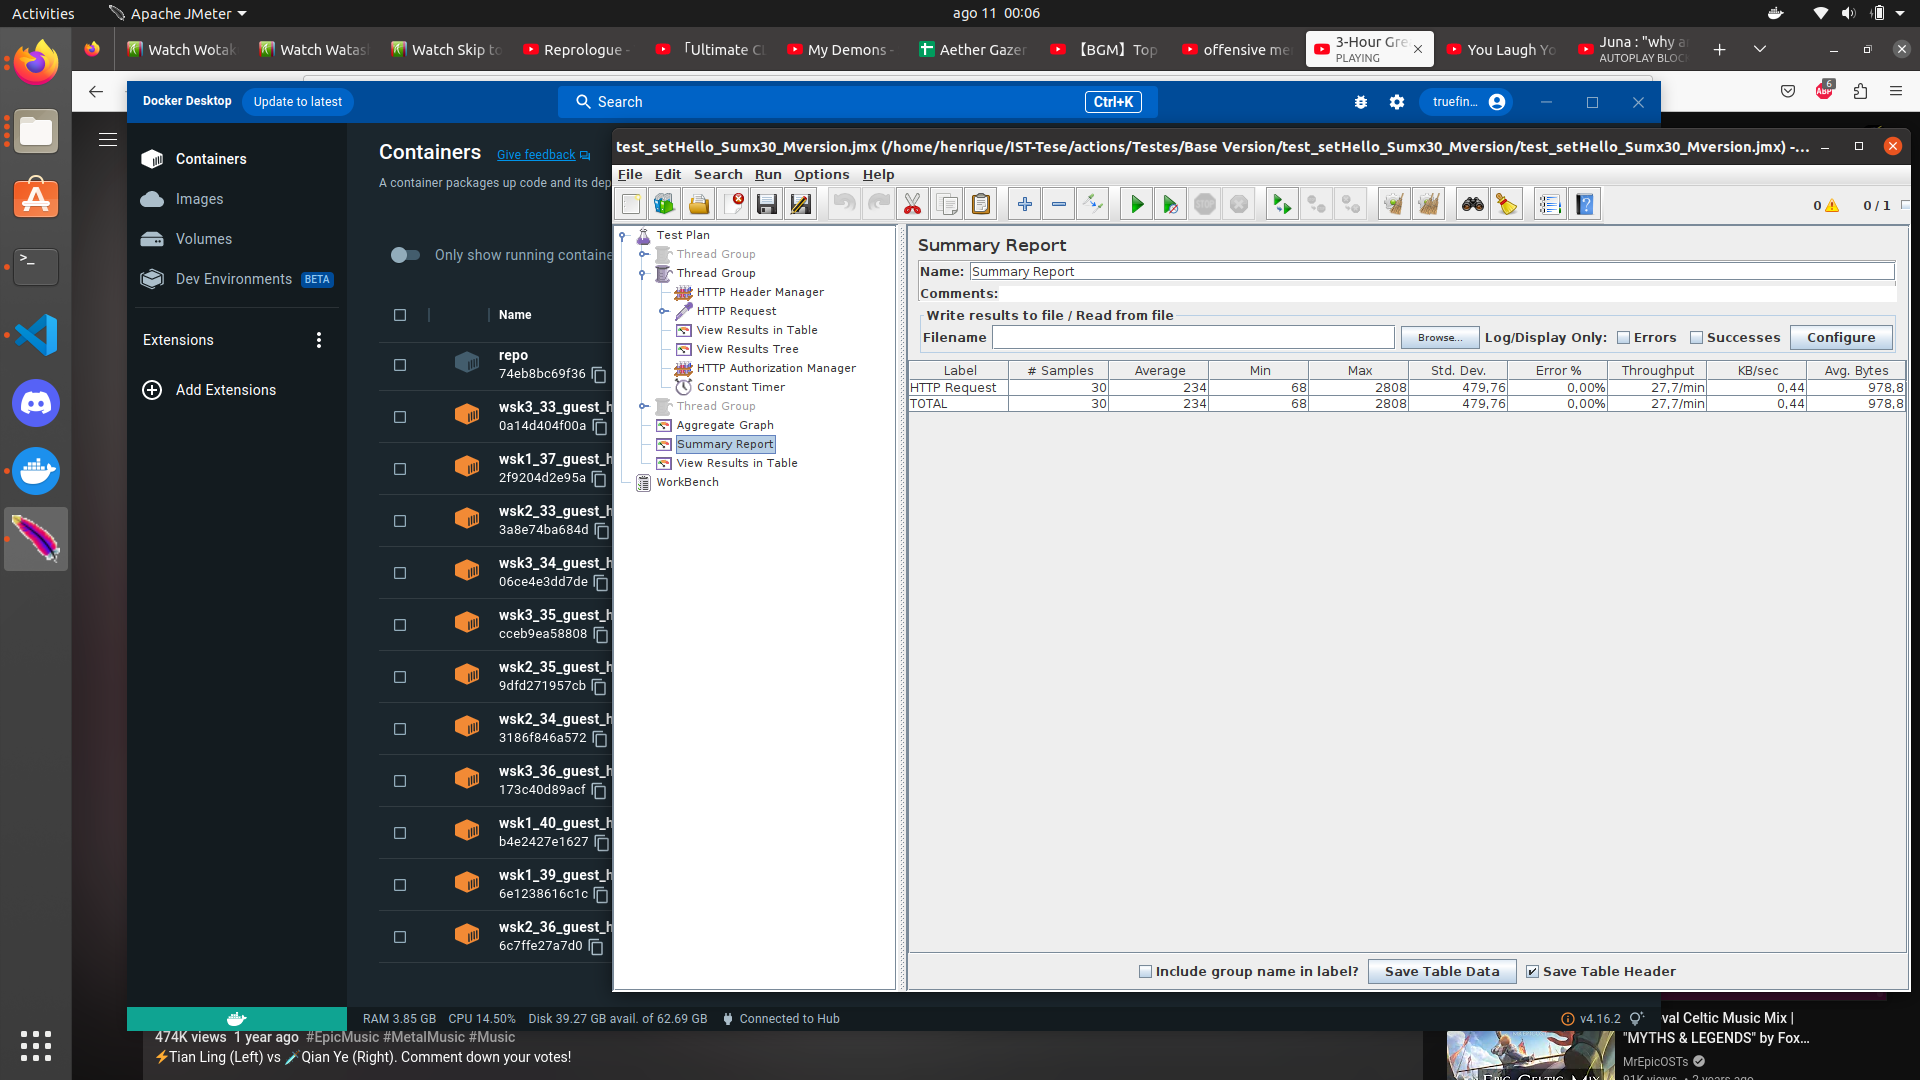 Activities
Apache JMeter
ago 11 00:06
Watch Wotak
Watch Watash
Watch Skip to
Reprologue -
「Ultimate Cl
My Demons -
Aether Gazer
【BGM】Top
offensive me
3-Hour Gre
PLAYING
You Laugh Yo
Juna : "why a
AUTOPLAY BLOC
Docker Desktop
Update to latest
Search
Ctrl+K
truefin...
ABP
6
Containers
Images
Volumes
Dev Environments
BETA
Extensions
Add Extensions
Containers
Give feedback
A container packages up code and its dep
Only show running containe
Name
repo
74eb8bc69f36
wsk3_33_guest_h
0a14d404f00a
wsk1_37_guest_h
2f9204d2e95a
wsk2_33_guest_h
3a8e74ba684d
wsk3_34_guest_h
06ce4e3dd7de
wsk3_35_guest_h
cceb9ea58808
wsk2_35_guest_h
9dfd271957cb
wsk2_34_guest_h
3186f846a572
wsk3_36_guest_h
173c40d89acf
wsk1_40_guest_h
b4e2427e1627
wsk1_39_guest_h
6e1238616c1c
wsk2_36_guest_h
6c7ffe27a7d0
RAM 3.85 GB CPU 14.50% Disk 39.27 GB avail. of 62.69 GB Connected to Hub
v4.16.2
test_setHello_Sumx30_Mversion.jmx (/home/henrique/IST-Tese/actions/Testes/Base Version/test_setHello_Sumx30_Mversion/test_setHello_Sumx30_Mversion.jmx) -...
File Edit Search Run Options Help
STOP
0
0 / 1
Test Plan
Thread Group
Thread Group
HTTP Header Manager
HTTP Request
View Results in Table
View Results Tree
HTTP Authorization Manager
Constant Timer
Thread Group
Aggregate Graph
Summary Report
View Results in Table
WorkBench
Summary Report
Name: Summary Report
Comments:
Write results to file / Read from file
Filename Browse... Log/Display Only: Errors Successes Configure
Label # Samples Average Min Max Std. Dev. Error % Throughput KB/sec Avg. Bytes
HTTP Request 30 234 68 2808 479,76 0,00% 27,7/min 0,44 978,8
TOTAL 30 234 68 2808 479,76 0,00% 27,7/min 0,44 978,8
Include group name in label? Save Table Data Save Table Header
474K views 1 year ago #EpicMusic #MetalMusic #Music
⚡Tian Ling (Left) vs 🗡Qian Ye (Right). Comment down your votes!
val Celtic Music Mix |
"MYTHS & LEGENDS" by Fox...
MrEpicOSTs
91K views • 2 years ago
EPIC CELTIC MIX